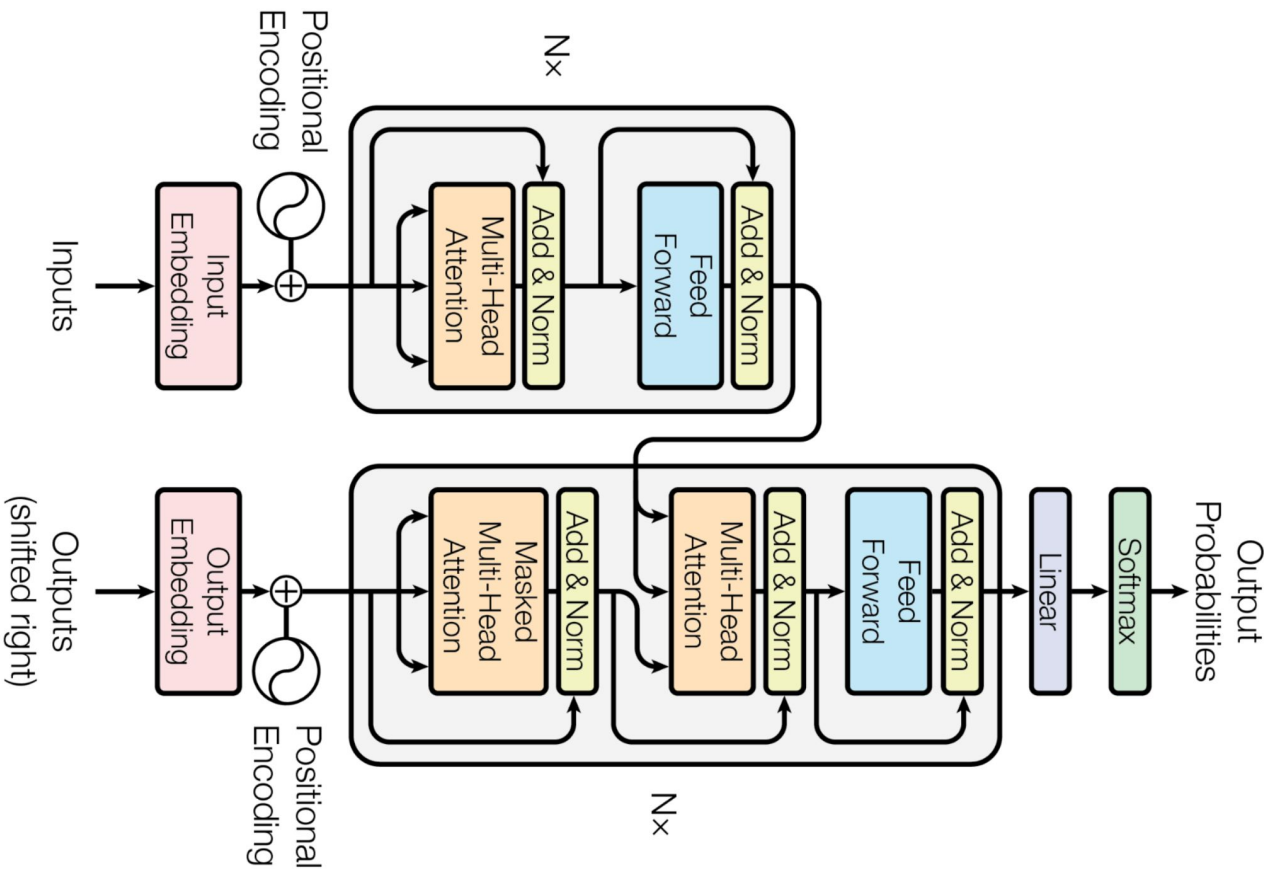 Output
Probabilities
Softmax
Linear
Add & Norm
Feed
Forward
Add & Norm
Multi-Head
Attention
Add & Norm
Masked
Multi-Head
Attention
Nx
Add & Norm
Feed
Forward
Add & Norm
Multi-Head
Attention
Nx
Positional
Encoding
Positional
Encoding
Input
Embedding
Output
Embedding
Inputs
Outputs
(shifted right)